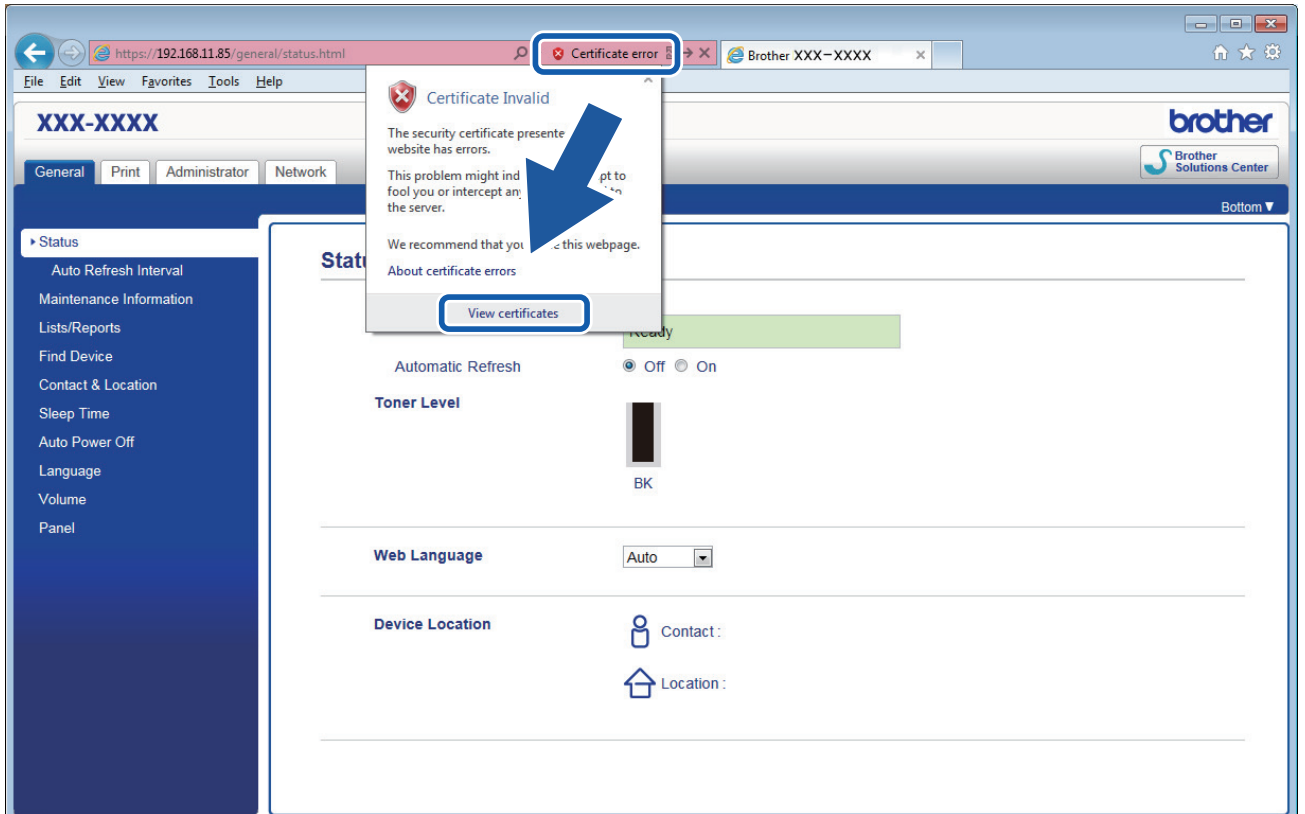 https://192.168.11.85/general/status.html
Certificate error
Brother XXX-XXXX
File Edit View Favorites Tools Help
Certificate Invalid
The security certificate presente
website has errors.
This problem might ind pt to
fool you or intercept any to
the server.
We recommend that you this webpage.
About certificate errors
View certificates
XXX-XXXX
brother
General Print Administrator Network
Brother
Solutions Center
Bottom▼
Status
Auto Refresh Interval
Maintenance Information
Lists/Reports
Find Device
Contact & Location
Sleep Time
Auto Power Off
Language
Volume
Panel
Stat
Ready
Automatic Refresh
Off On
Toner Level
BK
Web Language
Auto
Device Location
Contact :
Location :